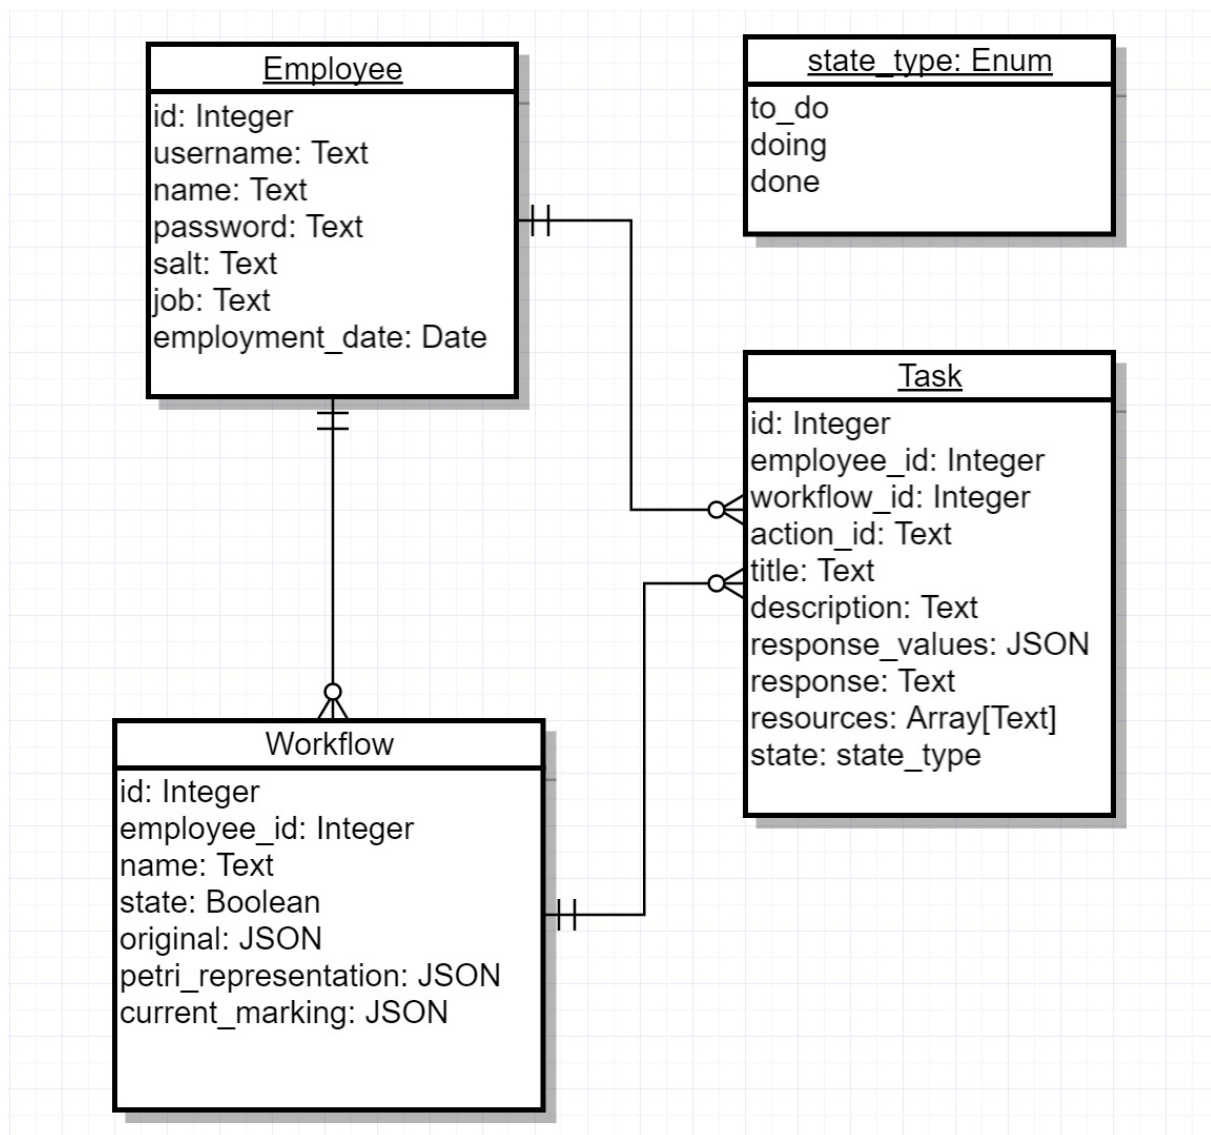 Employee
id: Integer
username: Text
name: Text
password: Text
salt: Text
job: Text
employment_date: Date
state_type: Enum
to_do
doing
done
Task
id: Integer
employee_id: Integer
workflow_id: Integer
action_id: Text
title: Text
description: Text
response_values: JSON
response: Text
resources: Array[Text]
state: state_type
Workflow
id: Integer
employee_id: Integer
name: Text
state: Boolean
original: JSON
petri_representation: JSON
current_marking: JSON